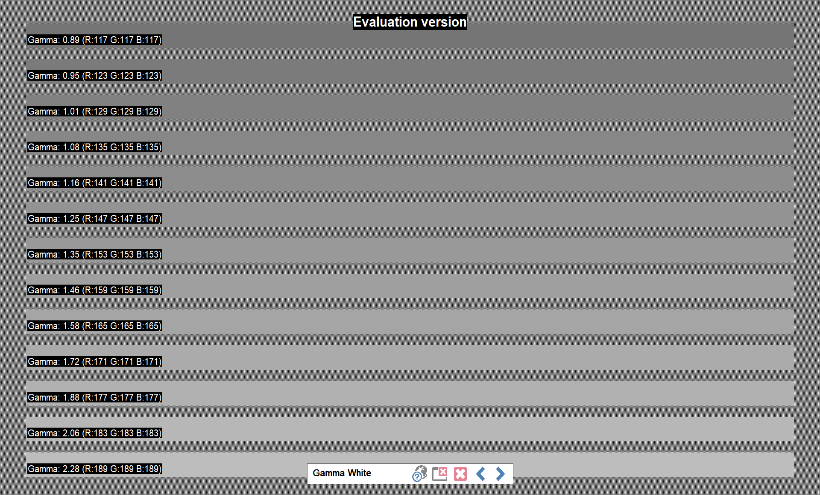 Evaluation version
Gamma: 0.89 (R:117 G:117 B:117)
Gamma: 0.95 (R:123 G:123 B:123)
Gamma: 1.01 (R:129 G:129 B:129)
Gamma: 1.08 (R:135 G:135 B:135)
Gamma: 1.16 (R:141 G:141 B:141)
Gamma: 1.25 (R:147 G:147 B:147)
Gamma: 1.35 (R:153 G:153 B:153)
Gamma: 1.46 (R:159 G:159 B:159)
Gamma: 1.58 (R:165 G:165 B:165)
Gamma: 1.72 (R:171 G:171 B:171)
Gamma: 1.88 (R:177 G:177 B:177)
Gamma: 2.06 (R:183 G:183 B:183)
Gamma: 2.28 (R:189 G:189 B:189)
Gamma White